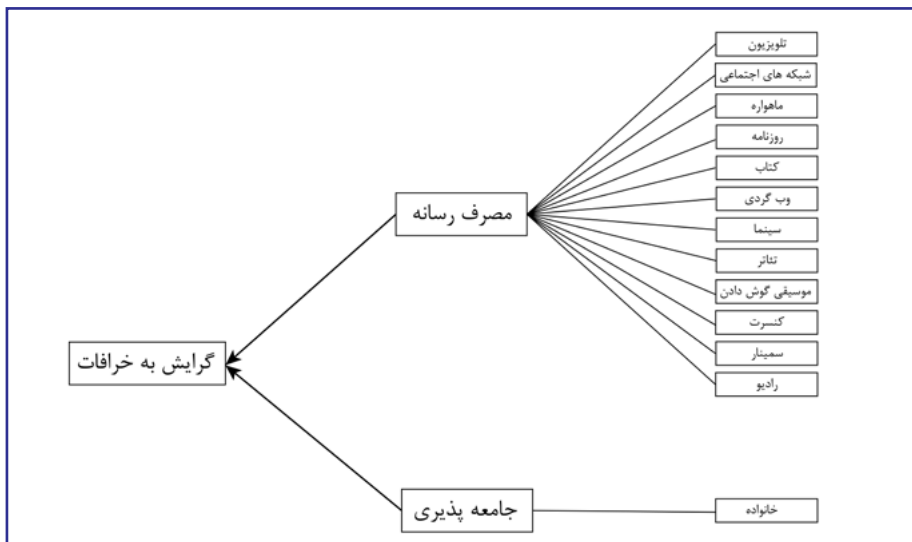 تلویزیون
شبکه های اجتماعی
ماهواره
روزنامه
کتاب
وب گردی
سینما
تئاتر
موسیقی گوش دادن
کنسرت
سمینار
رادیو
مصرف رسانه
گرایش به خرافات
جامعه پذیری
خانواده